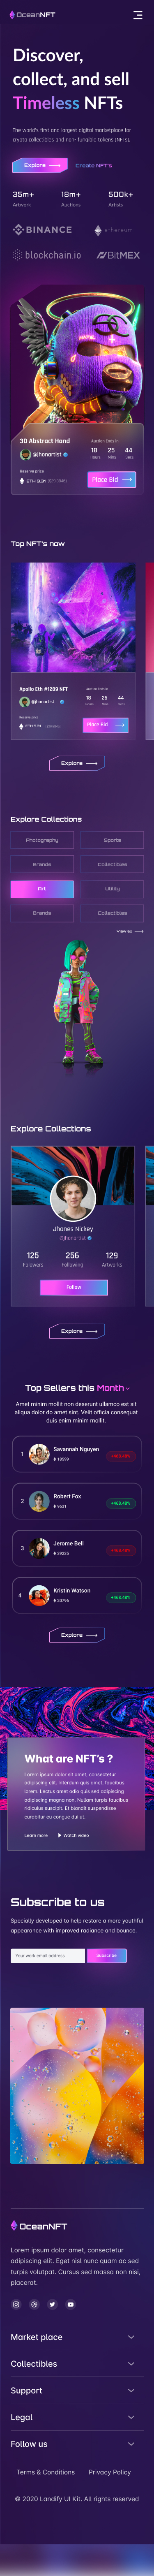 OceanNFT
Discover,
collect, and sell
Timeless NFTs
The world's first and largest digital marketplace for
crypto collectibles and non- fungible tokens (NFTs).
Explore
Create NFT's
35m+ 18m+ 500k+
Artwork Auctions Artists
BINANCE ethereum
blockchain.io BitMEX
3D Abstract Hand
@jhonartist
Auction Ends in
18 25 44
Hours Mins Secs
Reserve price
ETH 9.31
Place Bid
Top NFT's now
Apollo Eth #1289 NFT
@jhonartist
Auction Ends in
18 25 44
Hours Mins Secs
Reserve price
ETH 9.31
Place Bid
Explore
Explore Collections
Photography Sports
Brands Collectibles
Art Utility
Brands Collectibles
View all
Explore Collections
Jhones Nickey
@jhonartist
125 256 129
Followers Following Artworks
Follow
Explore
Top Sellers this Month
Amet minim mollit non deserunt ullamco est sit
aliqua dolor do amet sint. Velit officia consequat
duis enim minim mollit.
1 Savannah Nguyen
18599
2 Robert Fox
9631
+468.48%
3 Jerome Bell
99339
4 Kristin Watson
20796
+468.48%
Explore
What are NFT's ?
Lorem ipsum dolor sit amet, consectetur
adipiscing elit. Interdum quis amet, faucibus
lorem. Lectus amet odio quis sed adipiscing
adipiscing magna non. Nullam turpis faucibus
ridiculus suscipit. Et blandit suspendisse
curabitur eu congue dui ut.
Learn more Watch video
Subscribe to us
Specially developed to help restore a more youthful
appearance with improved radiance and bounce.
Your work email address
Subscribe
OceanNFT
Lorem ipsum dolor amet, consectetur
adipiscing elit. Eget nisl nunc quam ac sed
turpis volutpat. Cursus sed massa non nisi,
placerat.
Market place
Collectibles
Support
Legal
Follow us
Terms & Conditions Privacy Policy
© 2020 Landify UI Kit. All rights reserved